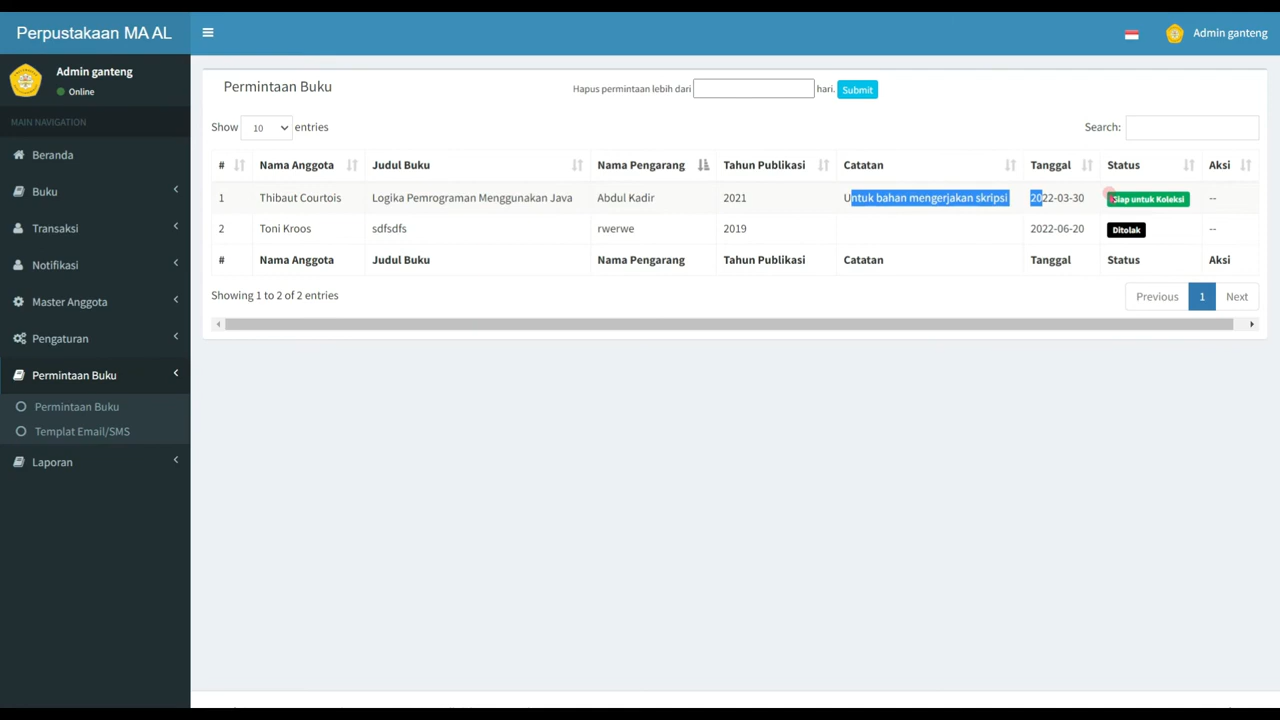 Perpustakaan MA AL
Admin ganteng
Admin ganteng
Online
MAIN NAVIGATION
Beranda
Buku
Transaksi
Notifikasi
Master Anggota
Pengaturan
Permintaan Buku
Permintaan Buku
Templat Email/SMS
Laporan
Permintaan Buku
Hapus permintaan lebih dari hari. Submit
Show 10 entries
Search:
# Nama Anggota Judul Buku Nama Pengarang Tahun Publikasi Catatan Tanggal Status Aksi
1 Thibaut Courtois Logika Pemrograman Menggunakan Java Abdul Kadir 2021 Untuk bahan mengerjakan skripsi 2022-03-30 Siap untuk Koleksi --
2 Toni Kroos sdfsdfs rwerwe 2019 2022-06-20 Ditolak --
# Nama Anggota Judul Buku Nama Pengarang Tahun Publikasi Catatan Tanggal Status Aksi
Showing 1 to 2 of 2 entries
Previous 1 Next